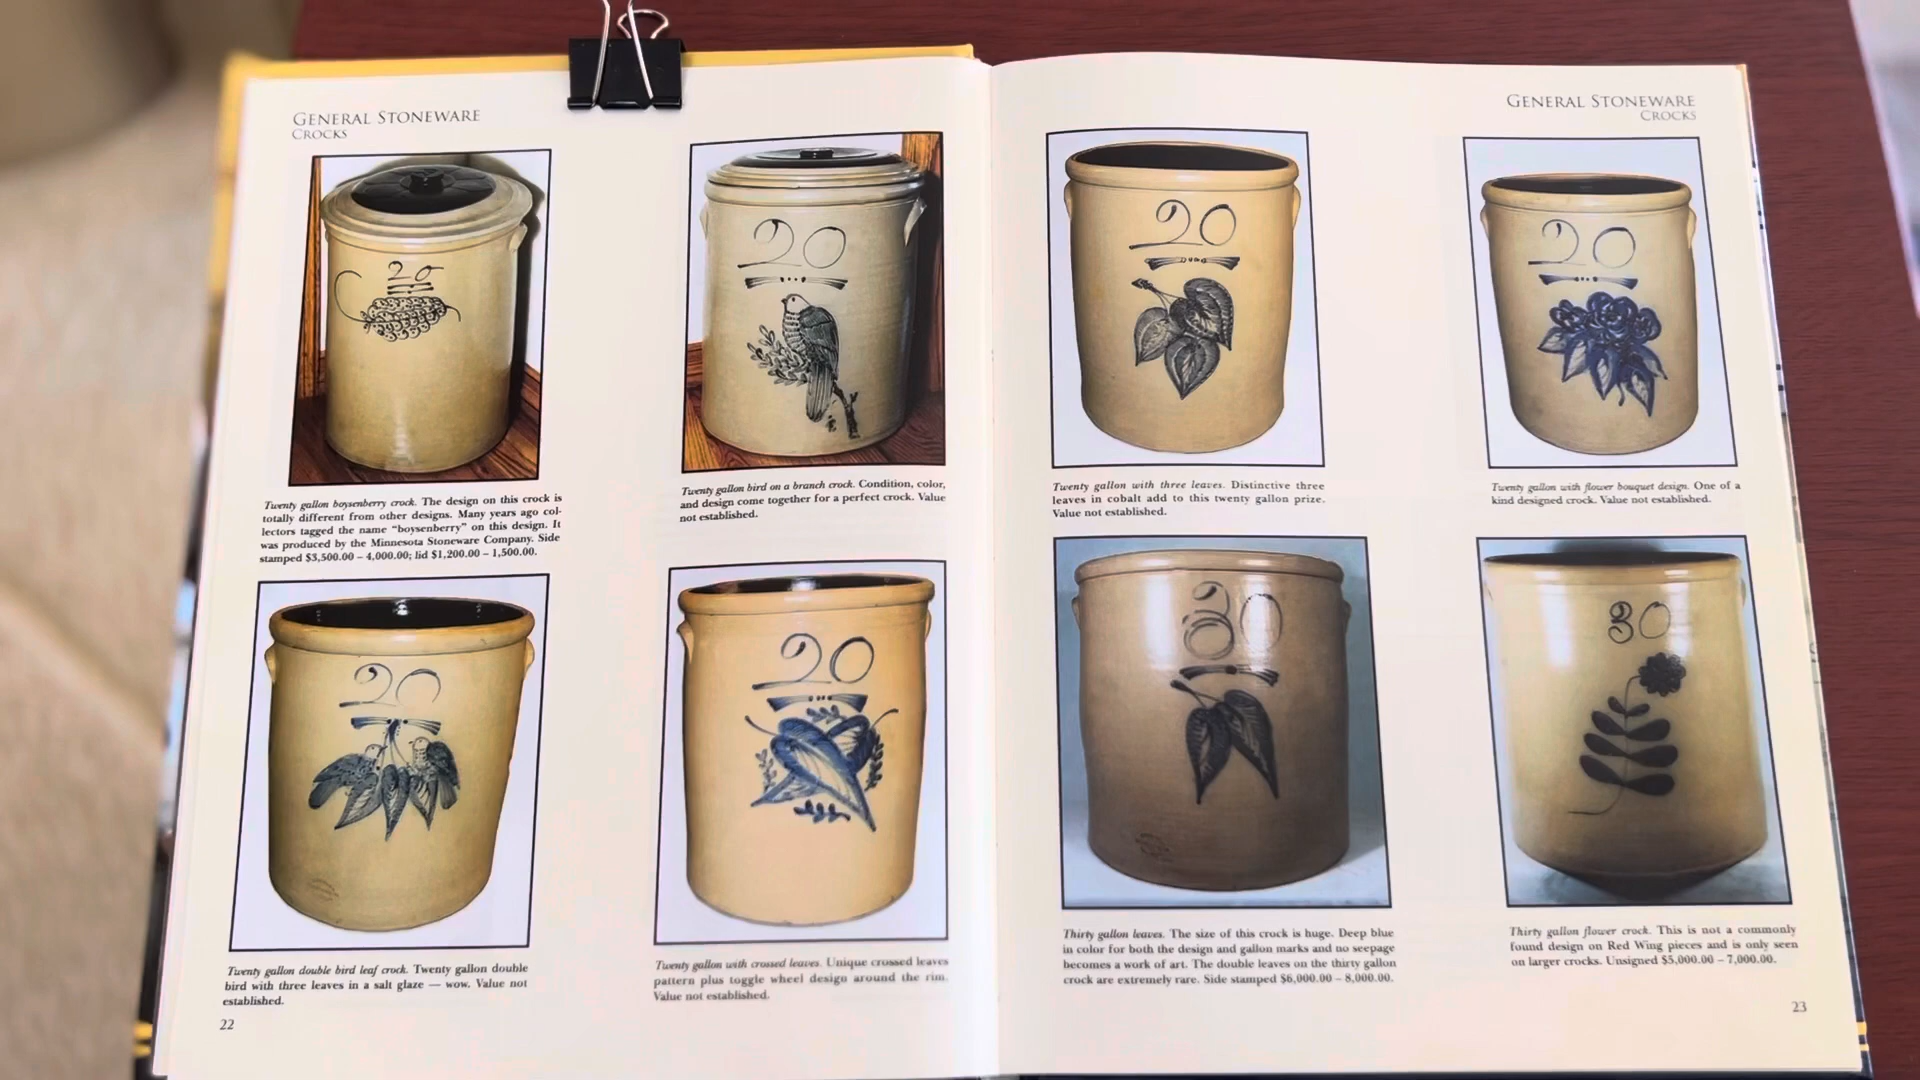 GENERAL STONEWARE
CROCKS
20
Twenty gallon boysenberry crock. The design on this crock is
totally different from other designs. Many years ago col-
lectors tagged the name “boysenberry” on this design. It
was produced by the Minnesota Stoneware Company. Side
stamped $3,500.00 – 4,000.00; lid $1,200.00 – 1,500.00.
20
Twenty gallon bird on a branch crock. Condition, color,
and design come together for a perfect crock. Value
not established.
20
Twenty gallon double bird leaf crock. Twenty gallon double
bird with three leaves in a salt glaze — wow. Value not
established.
20
Twenty gallon with crossed leaves. Unique crossed leaves
pattern plus toggle wheel design around the rim.
Value not established.
22
GENERAL STONEWARE
CROCKS
20
Twenty gallon with three leaves. Distinctive three
leaves in cobalt add to this twenty gallon prize.
Value not established.
20
Twenty gallon with flower bouquet design. One of a
kind designed crock. Value not established.
30
Thirty gallon leaves. The size of this crock is huge. Deep blue
in color for both the design and gallon marks and no seepage
becomes a work of art. The double leaves on the thirty gallon
crock are extremely rare. Side stamped $6,000.00 – 8,000.00.
30
Thirty gallon flower crock. This is not a commonly
found design on Red Wing pieces and is only seen
on larger crocks. Unsigned $5,000.00 – 7,000.00.
23